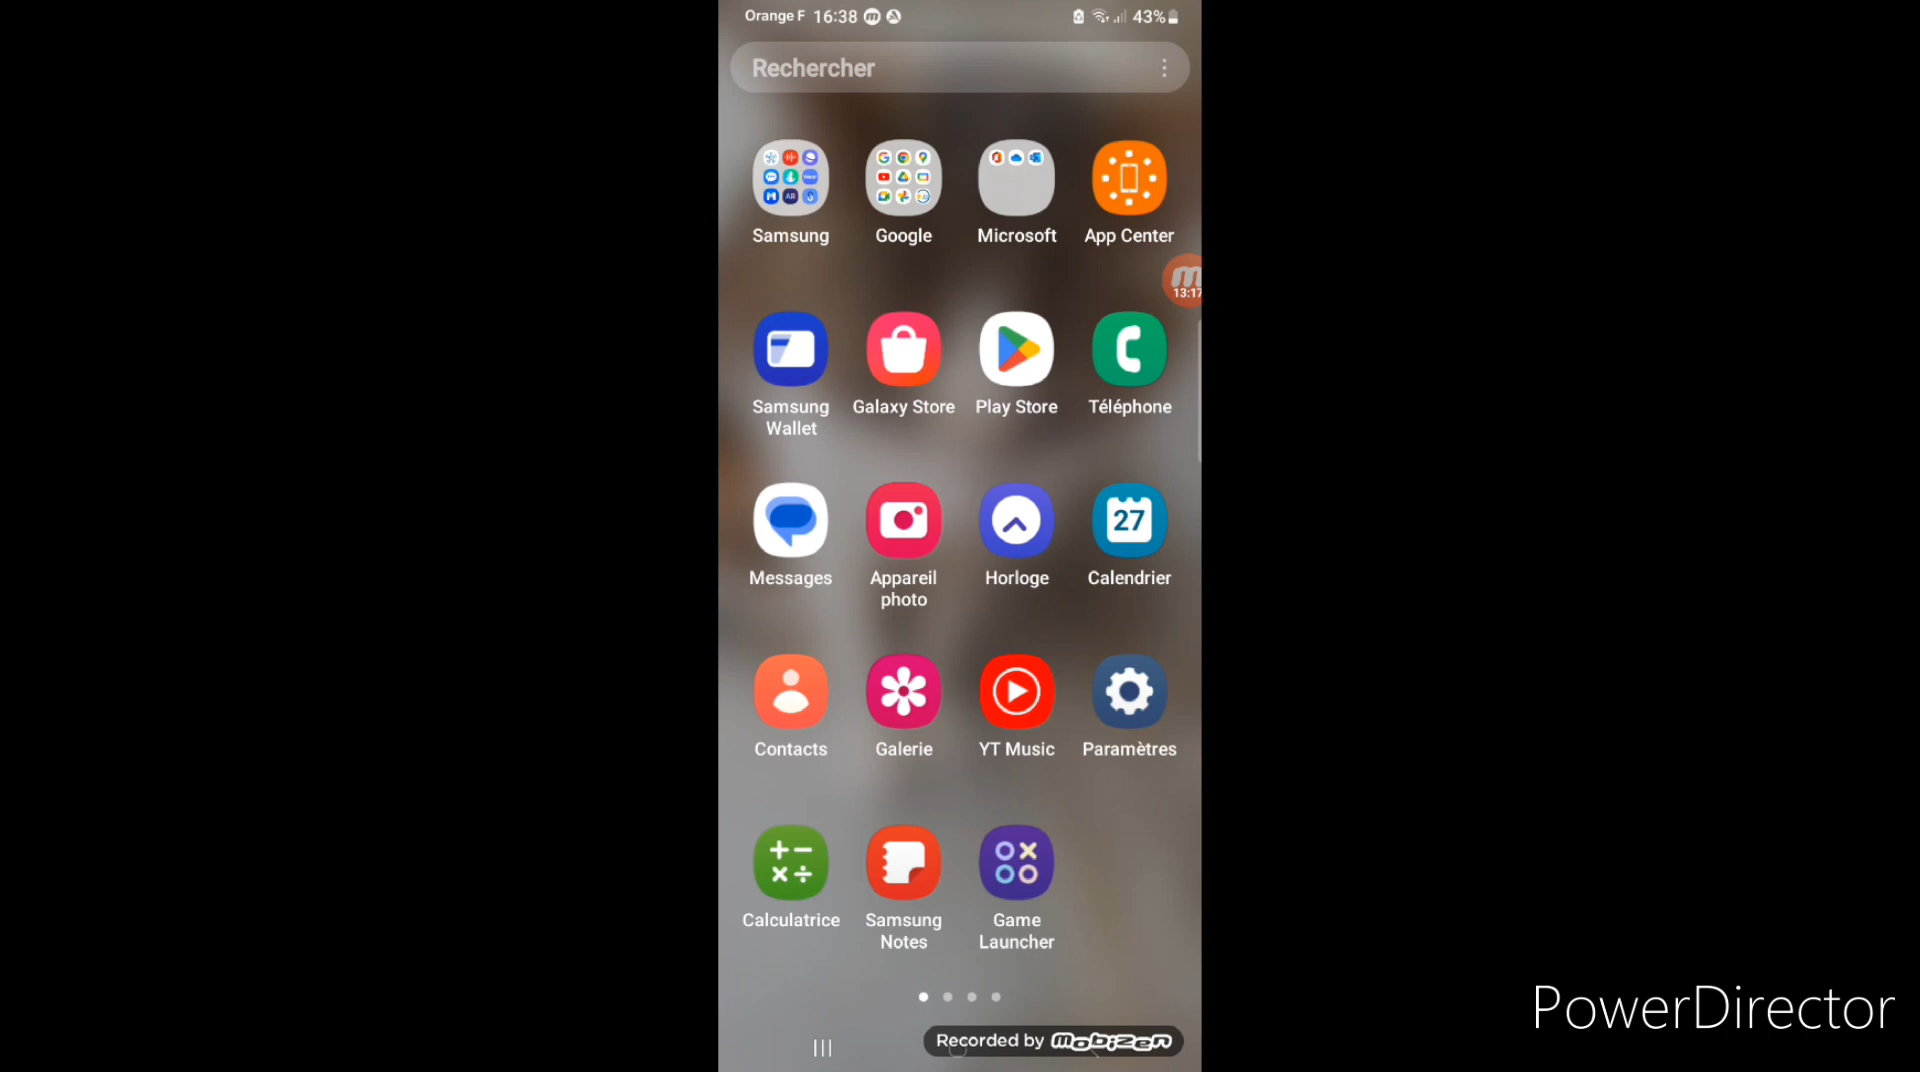 Orange F 16:38 43%
Rechercher
Samsung Google Microsoft App Center
13:17
Samsung Galaxy Store Play Store Téléphone
Wallet
27
Messages Appareil Horloge Calendrier
photo
Contacts Galerie YT Music Paramètres
Calculatrice Samsung Game
Notes Launcher
Recorded by mobizen
PowerDirector